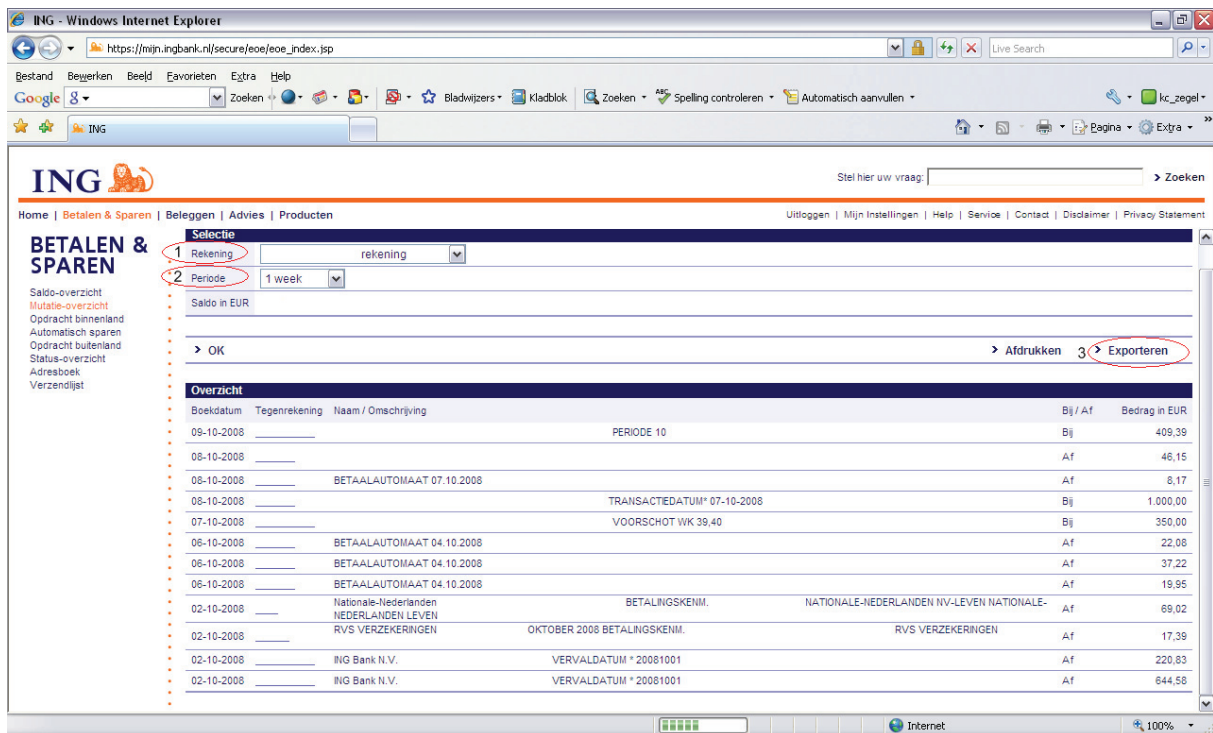 ING - Windows Internet Explorer
https://mijn.ingbank.nl/secure/eoe/eoe_index.jsp Live Search
Bestand Bewerken Beeld Favorieten Extra Help
Google Zoeken Bladwijzers Kladblok Zoeken Spelling controleren Automatisch aanvullen kc_zegel
ING Pagina Extra
ING Stel hier uw vraag: Zoeken
Home | Betalen & Sparen | Beleggen | Advies | Producten Uitloggen | Mijn Instellingen | Help | Service | Contact | Disclaimer | Privacy Statement
BETALEN &
SPAREN
Saldo-overzicht
Mutatie-overzicht
Opdracht binnenland
Automatisch sparen
Opdracht buitenland
Status-overzicht
Adresboek
Verzendlijst
Selectie
1 Rekening rekening
2 Periode 1 week
Saldo in EUR
> OK > Afdrukken 3 > Exporteren
Overzicht
Boekdatum Tegenrekening Naam / Omschrijving Bij / Af Bedrag in EUR
09-10-2008 PERIODE 10 Bij 409,39
08-10-2008 Af 46,15
08-10-2008 BETAALAUTOMAAT 07.10.2008 Af 8,17
08-10-2008 TRANSACTIEDATUM* 07-10-2008 Bij 1.000,00
07-10-2008 VOORSCHOT WK 39,40 Bij 350,00
06-10-2008 BETAALAUTOMAAT 04.10.2008 Af 22,08
06-10-2008 BETAALAUTOMAAT 04.10.2008 Af 37,22
06-10-2008 BETAALAUTOMAAT 04.10.2008 Af 19,95
02-10-2008 Nationale-Nederlanden BETALINGSKENM. NATIONALE-NEDERLANDEN NV-LEVEN NATIONALE- Af 69,02
NEDERLANDEN LEVEN
02-10-2008 RVS VERZEKERINGEN OKTOBER 2008 BETALINGSKENM. RVS VERZEKERINGEN Af 17,39
02-10-2008 ING Bank N.V. VERVALDATUM * 20081001 Af 220,83
02-10-2008 ING Bank N.V. VERVALDATUM * 20081001 Af 644,58
Internet 100%